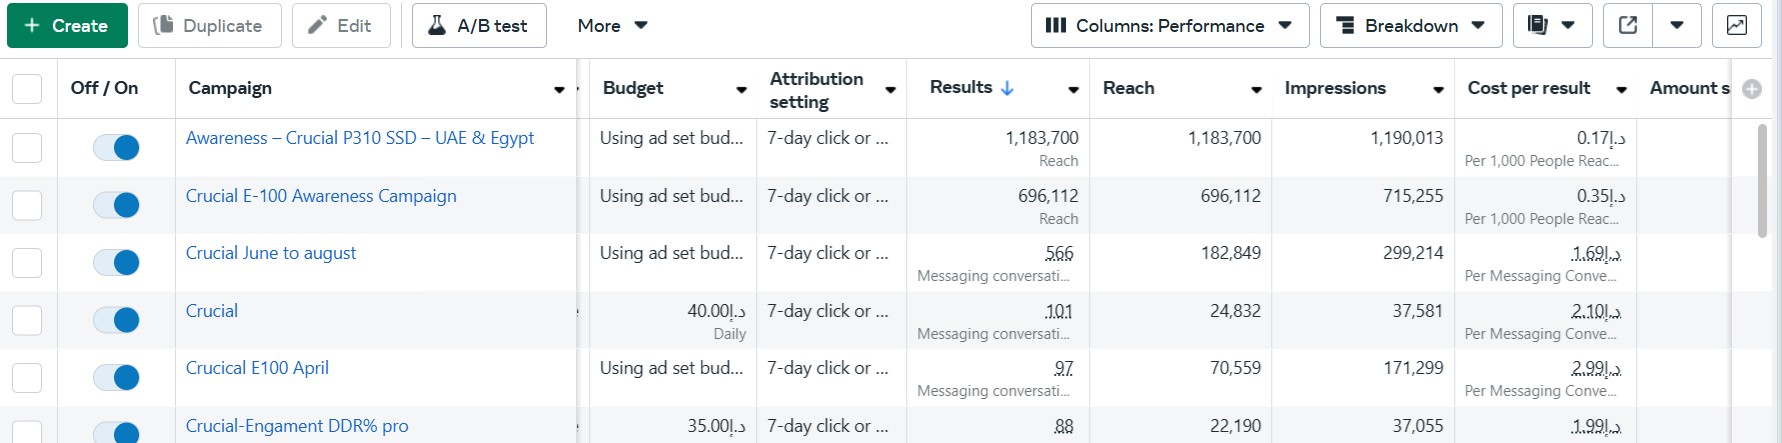 + Create Duplicate Edit A/B test More Columns: Performance Breakdown
Off / On Campaign Budget Attribution setting Results Reach Impressions Cost per result Amount s
Awareness – Crucial P310 SSD – UAE & Egypt Using ad set bud... 7-day click or ... 1,183,700 1,183,700 1,190,013 0.17د.إ
Reach Per 1,000 People Reac...
Crucial E-100 Awareness Campaign Using ad set bud... 7-day click or ... 696,112 696,112 715,255 0.35د.إ
Reach Per 1,000 People Reac...
Crucial June to august Using ad set bud... 7-day click or ... 566 182,849 299,214 1.69د.إ
Messaging conversati... Per Messaging Conve...
Crucial 40.00د.إ 7-day click or ... 101 24,832 37,581 2.10د.إ
Daily Messaging conversati... Per Messaging Conve...
Crucical E100 April Using ad set bud... 7-day click or ... 97 70,559 171,299 2.99د.إ
Messaging conversati... Per Messaging Conve...
Crucial-Engament DDR% pro 35.00د.إ 7-day click or ... 88 22,190 37,055 1.99د.إ